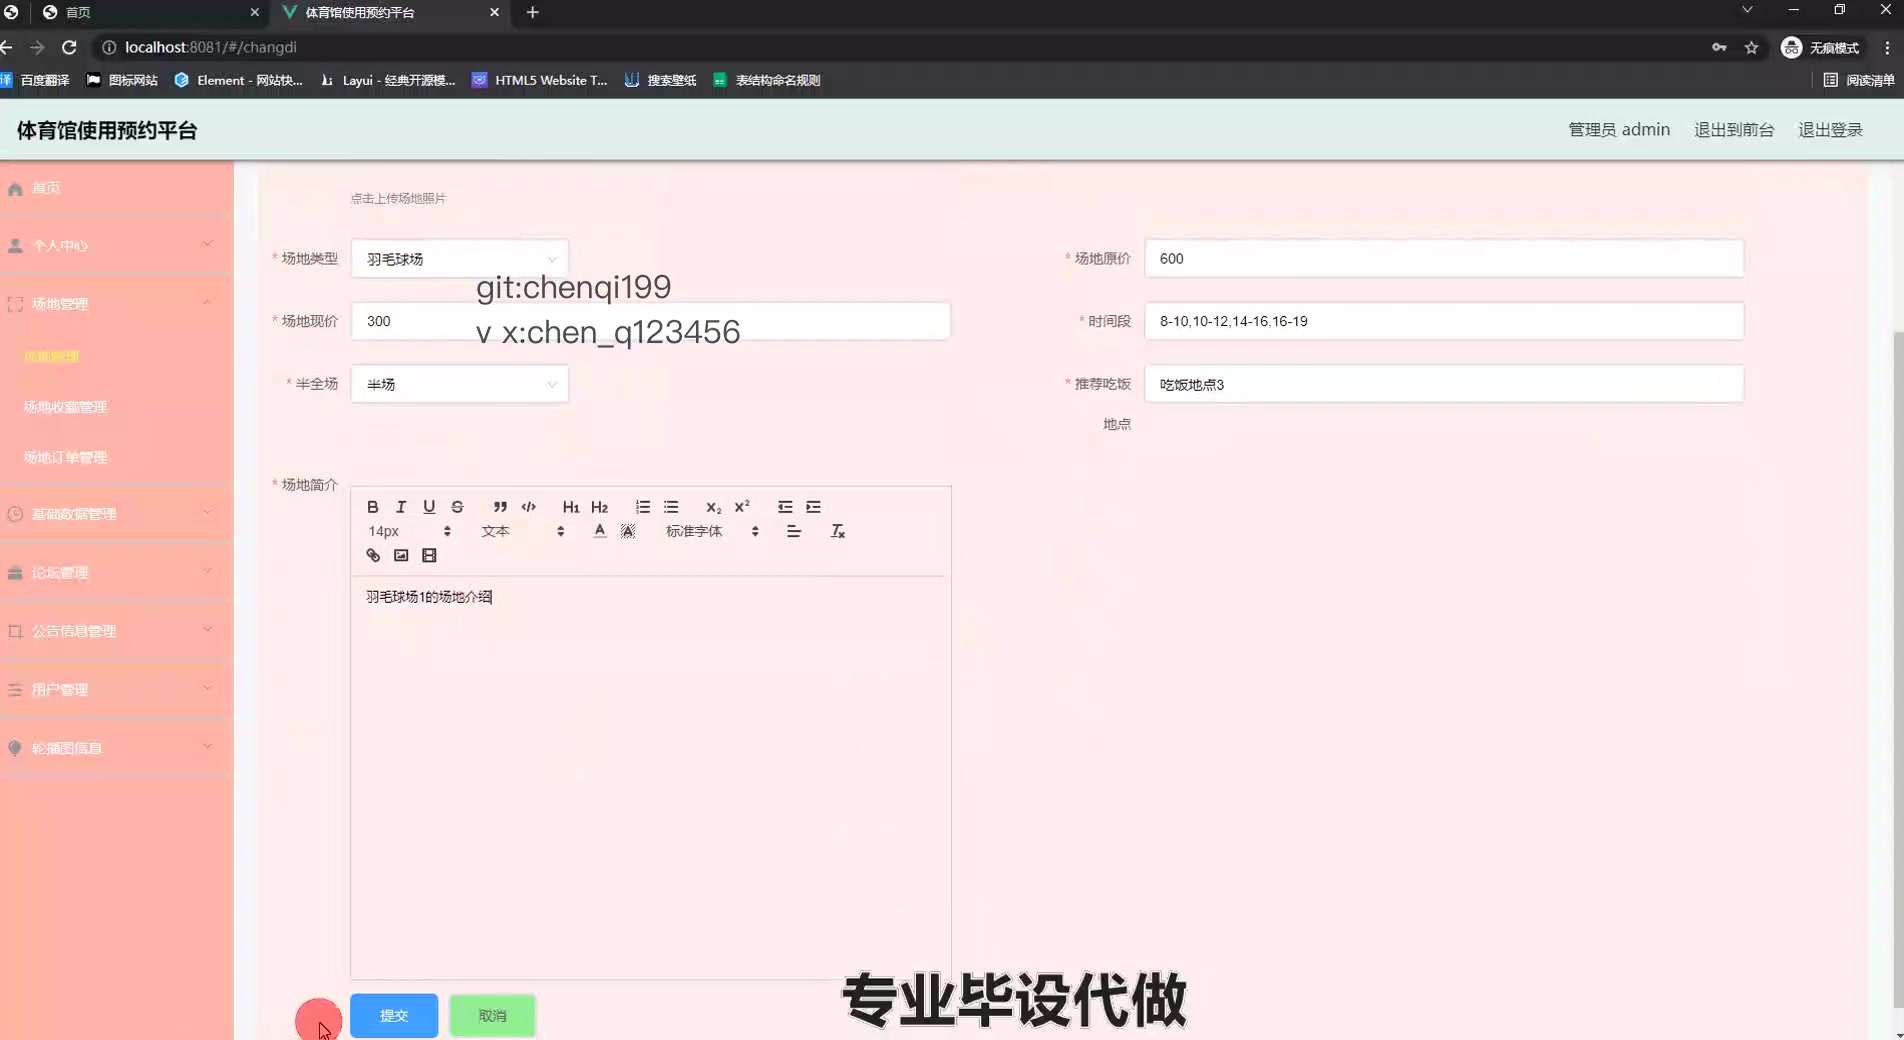 首页
体育馆使用预约平台
localhost:8081/#/changdi
无痕模式
百度翻译
图标网站
Element - 网站快...
Layui - 经典开源模...
HTML5 Website T...
搜索壁纸
表结构命名规则
阅读清单
体育馆使用预约平台
管理员 admin
退出到前台
退出登录
首页
个人中心
场地管理
场地管理
场地收藏管理
场地订单管理
基础数据管理
论坛管理
公告信息管理
用户管理
轮播图信息
点击上传场地照片
* 场地类型 羽毛球场
* 场地原价 600
git:chenqi199
* 场地现价 300
* 时间段 8-10,10-12,14-16,16-19
v x:chen_q123456
* 半全场 半场
* 推荐吃饭 吃饭地点3
地点
* 场地简介
B I U S ” </> H1 H2 X2 X2
14px 文本 A A 标准字体 Tx
羽毛球场1的场地介绍
提交
取消
专业毕设代做